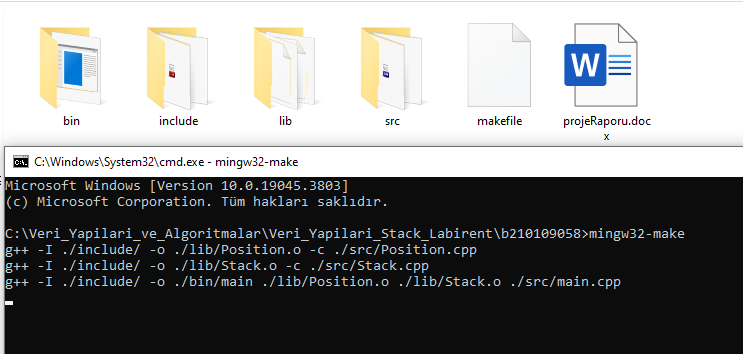 bin
include
lib
src
makefile
projeRaporu.doc
x
C:\Windows\System32\cmd.exe - mingw32-make
Microsoft Windows [Version 10.0.19045.3803]
(c) Microsoft Corporation. Tüm hakları saklıdır.
C:\Veri_Yapilari_ve_Algoritmalar\Veri_Yapilari_Stack_Labirent\b210109058>mingw32-make
g++ -I ./include/ -o ./lib/Position.o -c ./src/Position.cpp
g++ -I ./include/ -o ./lib/Stack.o -c ./src/Stack.cpp
g++ -I ./include/ -o ./bin/main ./lib/Position.o ./lib/Stack.o ./src/main.cpp